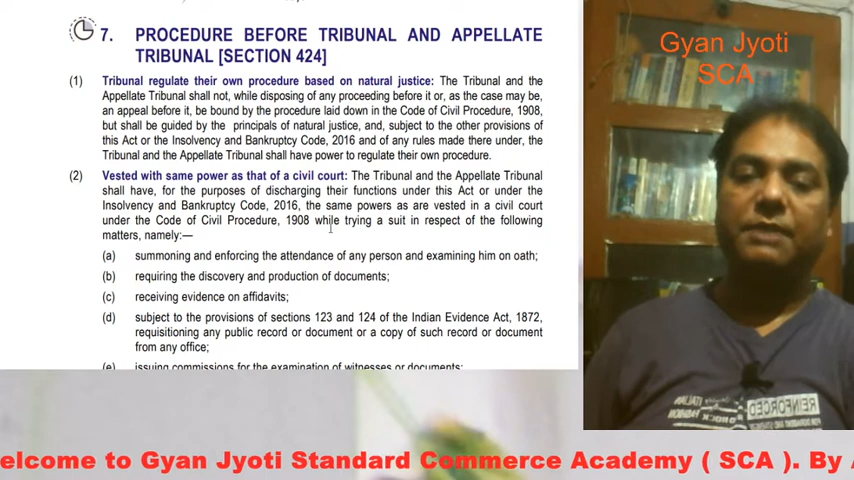 7. PROCEDURE BEFORE TRIBUNAL AND APPELLATE
TRIBUNAL [SECTION 424]
(1) Tribunal regulate their own procedure based on natural justice: The Tribunal and the
Appellate Tribunal shall not, while disposing of any proceeding before it or, as the case may be,
an appeal before it, be bound by the procedure laid down in the Code of Civil Procedure, 1908,
but shall be guided by the principals of natural justice, and, subject to the other provisions of
this Act or the Insolvency and Bankruptcy Code, 2016 and of any rules made there under, the
Tribunal and the Appellate Tribunal shall have power to regulate their own procedure.
(2) Vested with same power as that of a civil court: The Tribunal and the Appellate Tribunal
shall have, for the purposes of discharging their functions under this Act or under the
Insolvency and Bankruptcy Code, 2016, the same powers as are vested in a civil court
under the Code of Civil Procedure, 1908 while trying a suit in respect of the following
matters, namely:—
(a) summoning and enforcing the attendance of any person and examining him on oath;
(b) requiring the discovery and production of documents;
(c) receiving evidence on affidavits;
(d) subject to the provisions of sections 123 and 124 of the Indian Evidence Act, 1872,
requisitioning any public record or document or a copy of such record or document
from any office;
(e) issuing commissions for the examination of witnesses or documents;
Gyan Jyoti
SCA
REINFORCED
elcome to Gyan Jyoti Standard Commerce Academy ( SCA ). By